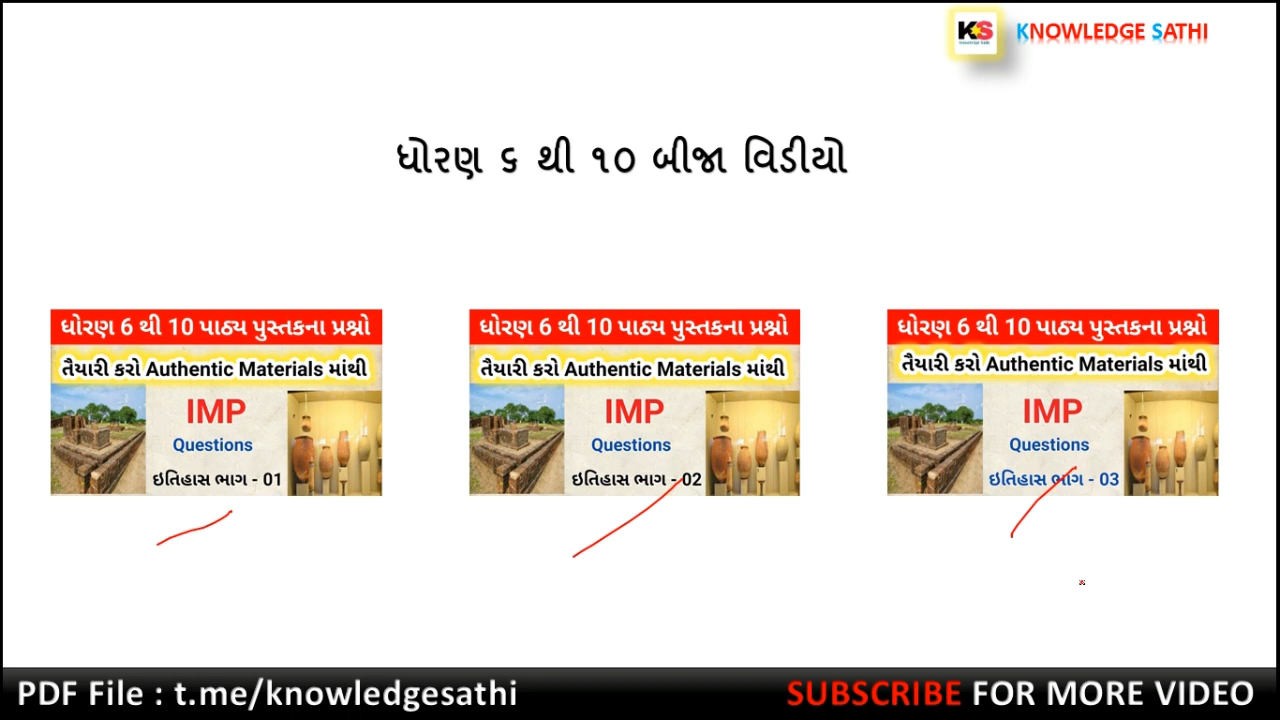 KS
KNOWLEDGE SATHI
ધોરણ ૬ થી ૧૦ બીજા વિડીયો
ધોરણ 6 થી 10 પાઠ્ય પુસ્તકના પ્રશ્નો
તૈયારી કરો Authentic Materials માંથી
IMP
Questions
ઇતિહાસ ભાગ - 01
ધોરણ 6 થી 10 પાઠ્ય પુસ્તકના પ્રશ્નો
તૈયારી કરો Authentic Materials માંથી
IMP
Questions
ઇતિહાસ ભાગ - 02
ધોરણ 6 થી 10 પાઠ્ય પુસ્તકના પ્રશ્નો
તૈયારી કરો Authentic Materials માંથી
IMP
Questions
ઇતિહાસ ભાગ - 03
PDF File : t.me/knowledgesathi
SUBSCRIBE FOR MORE VIDEO